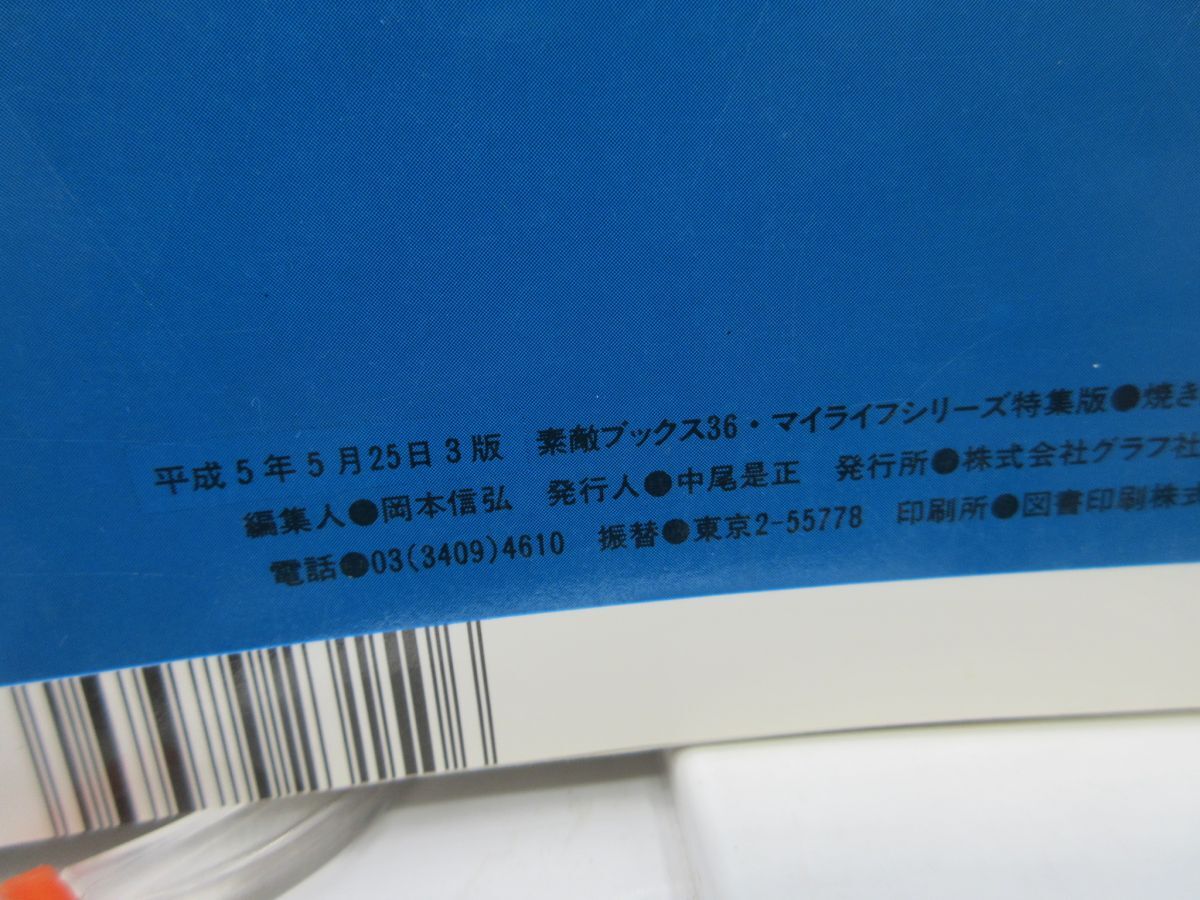 平成5年5月25日3版 素敵ブックス36・マイライフシリーズ特集版●焼き
編集人●岡本信弘 発行人●中尾是正 発行所●株式会社グラフ社
電話●03(3409)4610 振替●東京2-55778 印刷所●図書印刷株式